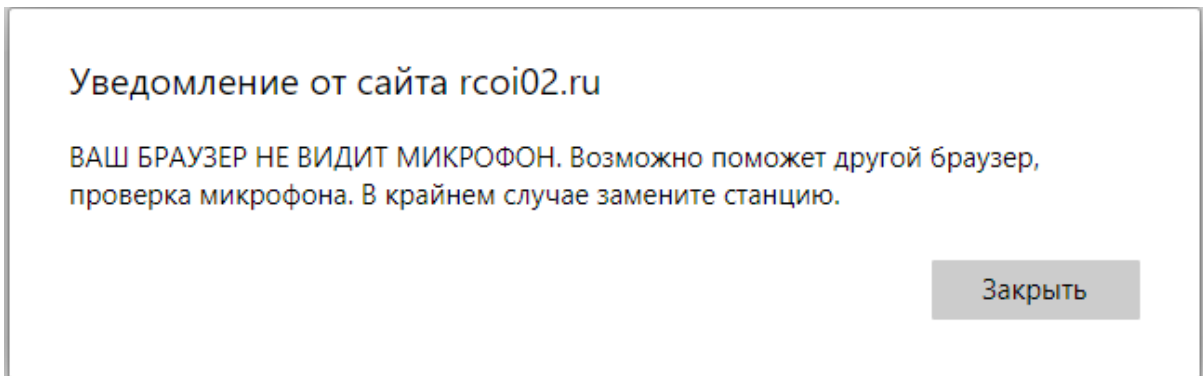 Уведомление от сайта rcoi02.ru
ВАШ БРАУЗЕР НЕ ВИДИТ МИКРОФОН. Возможно поможет другой браузер,
проверка микрофона. В крайнем случае замените станцию.
Закрыть